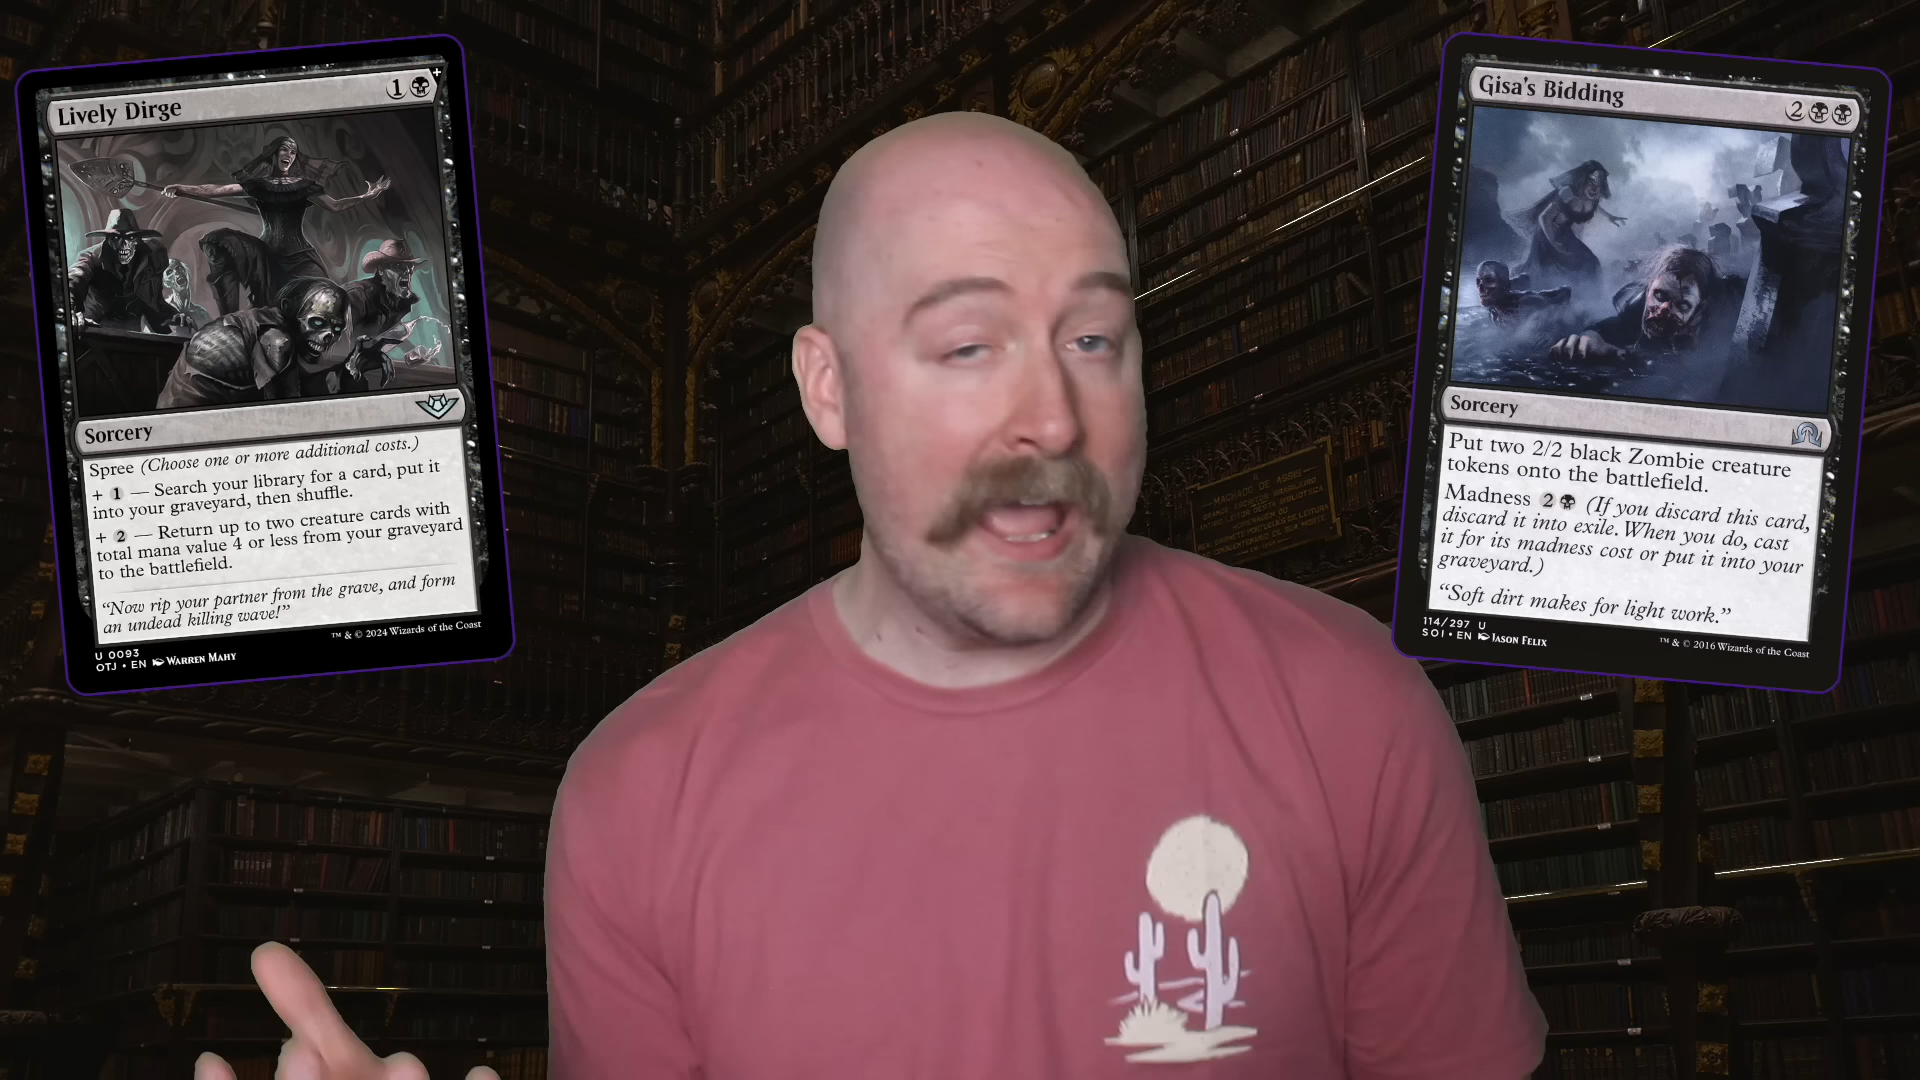 Lively Dirge
1
Sorcery
Spree (Choose one or more additional costs.)
+ 1 — Search your library for a card, put it
into your graveyard, then shuffle.
+ 2 — Return up to two creature cards with
total mana value 4 or less from your graveyard
to the battlefield.
“Now rip your partner from the grave, and form
an undead killing wave!”
™ & © 2024 Wizards of the Coast
U 0093
OTJ • EN Warren Mahy
Gisa's Bidding
2
Sorcery
Put two 2/2 black Zombie creature
tokens onto the battlefield.
Madness 2 (If you discard this card,
discard it into exile. When you do, cast
it for its madness cost or put it into your
graveyard.)
“Soft dirt makes for light work.”
114/297 U
SOI • EN Jason Felix
™ & © 2016 Wizards of the Coast
MACHADO DE ASSIS